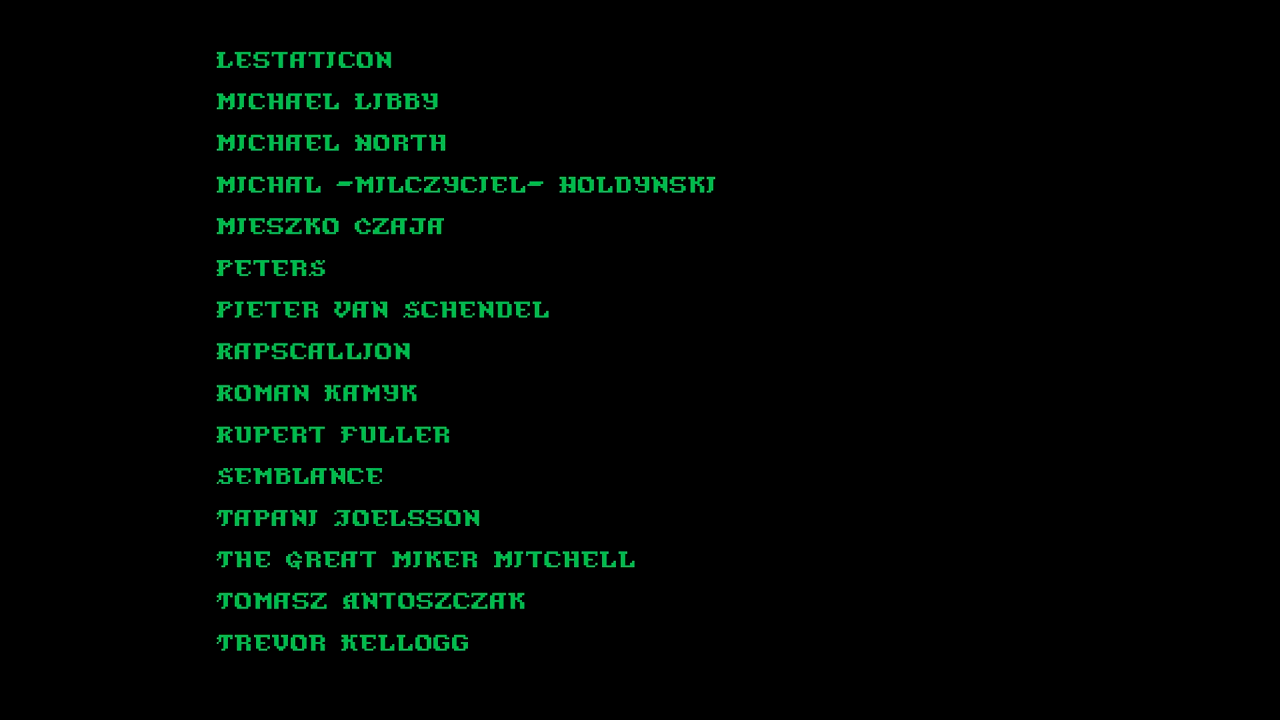 LESTATICON
MICHAEL LIBBY
MICHAEL NORTH
MICHAL -MILCZYCIEL- HOLDYNSKI
MIESZKO CZAJA
PETERS
PIETER VAN SCHENDEL
RAPSCALLION
ROMAN KAMYK
RUPERT FULLER
SEMBLANCE
TAPANI JOELSSON
THE GREAT MIKER MITCHELL
TOMASZ ANTOSZCZAK
TREVOR KELLOGG